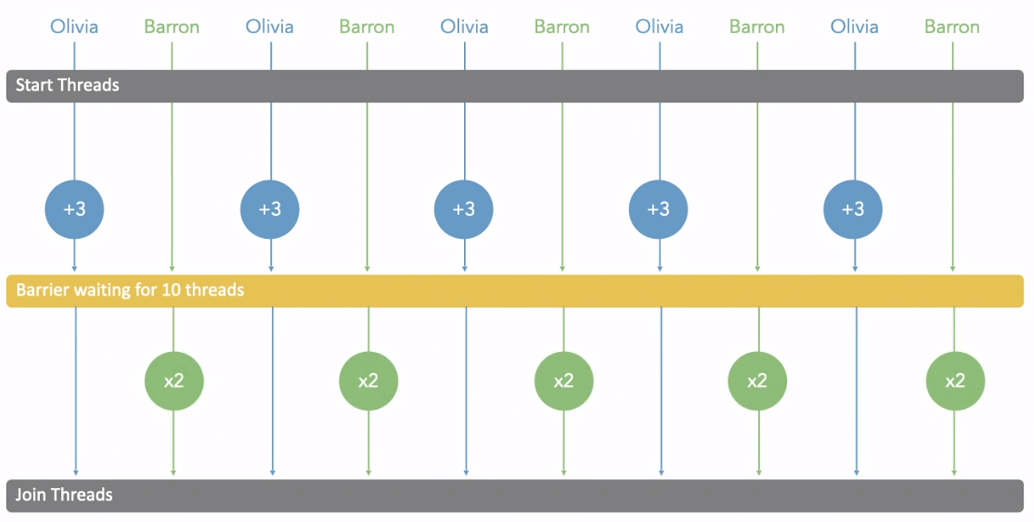 Olivia Barron Olivia Barron Olivia Barron Olivia Barron Olivia Barron
Start Threads
+3 +3 +3 +3 +3
Barrier waiting for 10 threads
x2 x2 x2 x2 x2
Join Threads